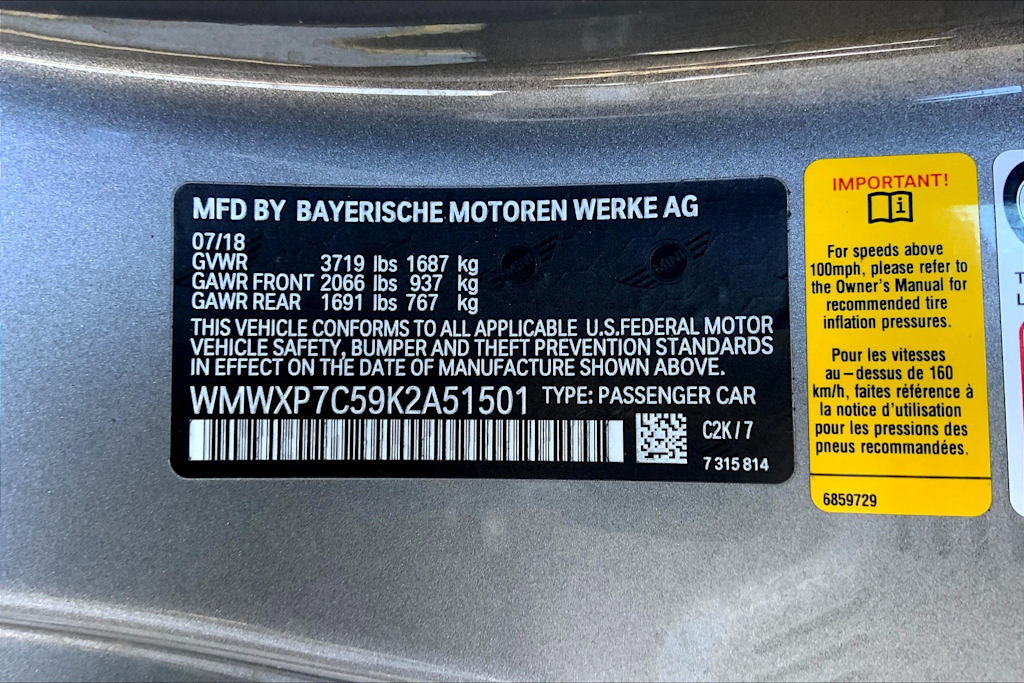 MFD BY BAYERISCHE MOTOREN WERKE AG
07/18
GVWR 3719 lbs 1687 kg
GAWR FRONT 2066 lbs 937 kg
GAWR REAR 1691 lbs 767 kg
THIS VEHICLE CONFORMS TO ALL APPLICABLE U.S.FEDERAL MOTOR
VEHICLE SAFETY, BUMPER AND THEFT PREVENTION STANDARDS
IN EFFECT ON THE DATE OF MANUFACTURE SHOWN ABOVE.
WMWXP7C59K2A51501 TYPE: PASSENGER CAR
C2K / 7
7 315 814
MINI
MINI
IMPORTANT!
i
For speeds above
100mph, please refer to
the Owner's Manual for
recommended tire
inflation pressures.
Pour les vitesses
au–dessus de 160
km/h, faites référence à
la notice d'utilisation
pour les pressions des
pneus recommandées.
6859729
T
L